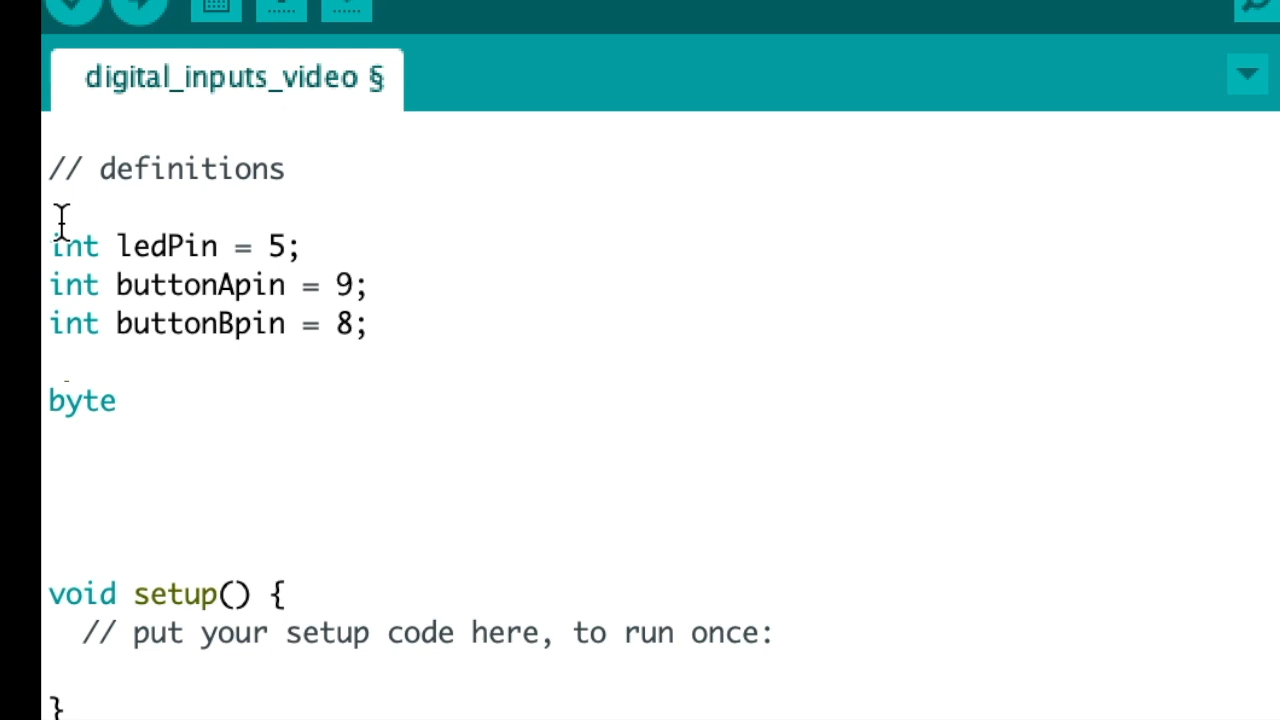 digital_inputs_video §
// definitions
int ledPin = 5;
int buttonApin = 9;
int buttonBpin = 8;
byte
void setup() {
// put your setup code here, to run once:
}